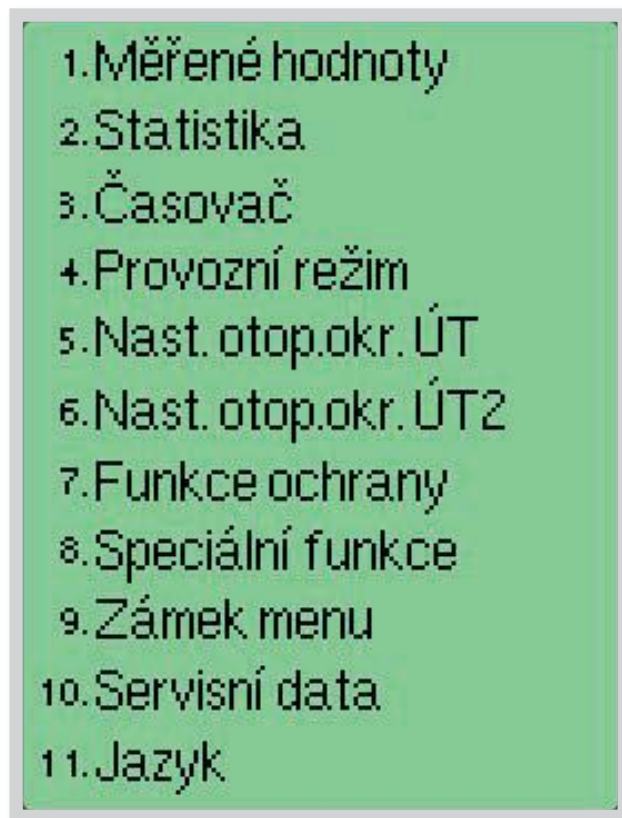 1. Měřené hodnoty
2. Statistika
3. Časovač
4. Provozní režim
5. Nast. otop.okr. ÚT
6. Nast. otop.okr. ÚT2
7. Funkce ochrany
8. Speciální funkce
9. Zámek menu
10. Servisní data
11. Jazyk